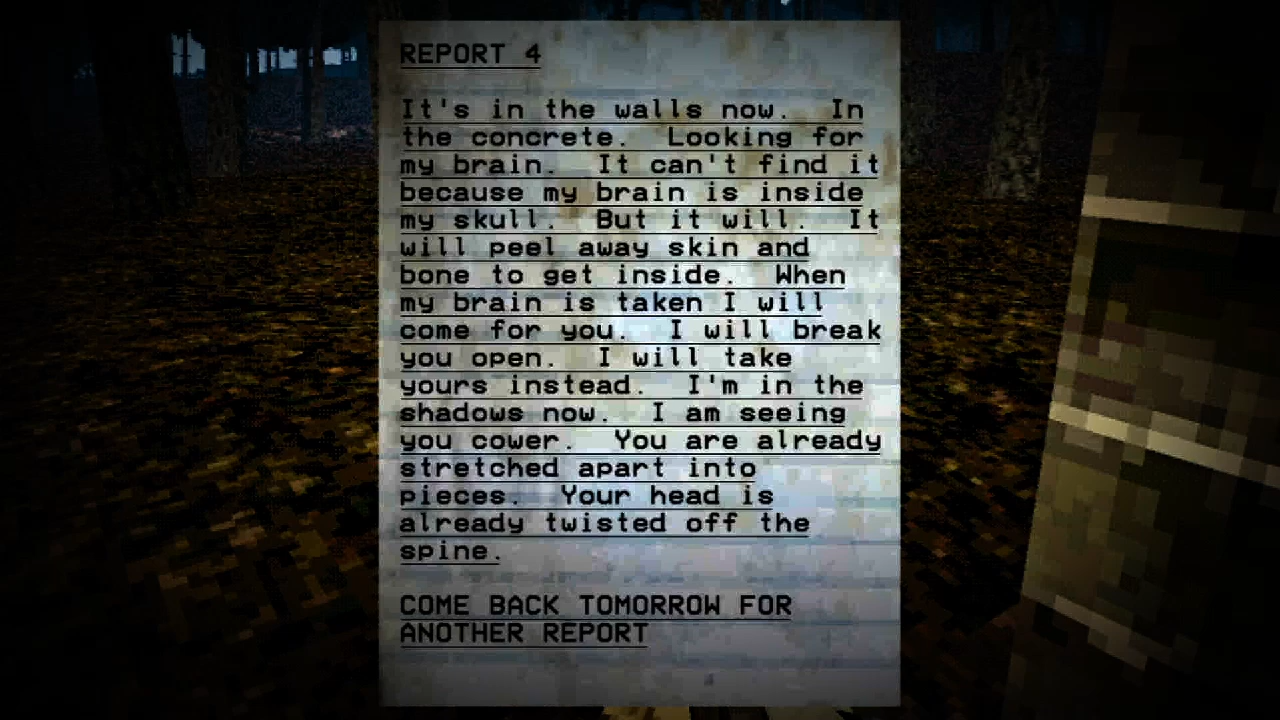 REPORT 4
It's in the walls now.  In
the concrete.  Looking for
my brain.  It can't find it
because my brain is inside
my skull.  But it will.  It
will peel away skin and
bone to get inside.  When
my brain is taken I will
come for you.  I will break
you open.  I will take
yours instead.  I'm in the
shadows now.  I am seeing
you cower.  You are already
stretched apart into
pieces.  Your head is
already twisted off the
spine.
COME BACK TOMORROW FOR
ANOTHER REPORT